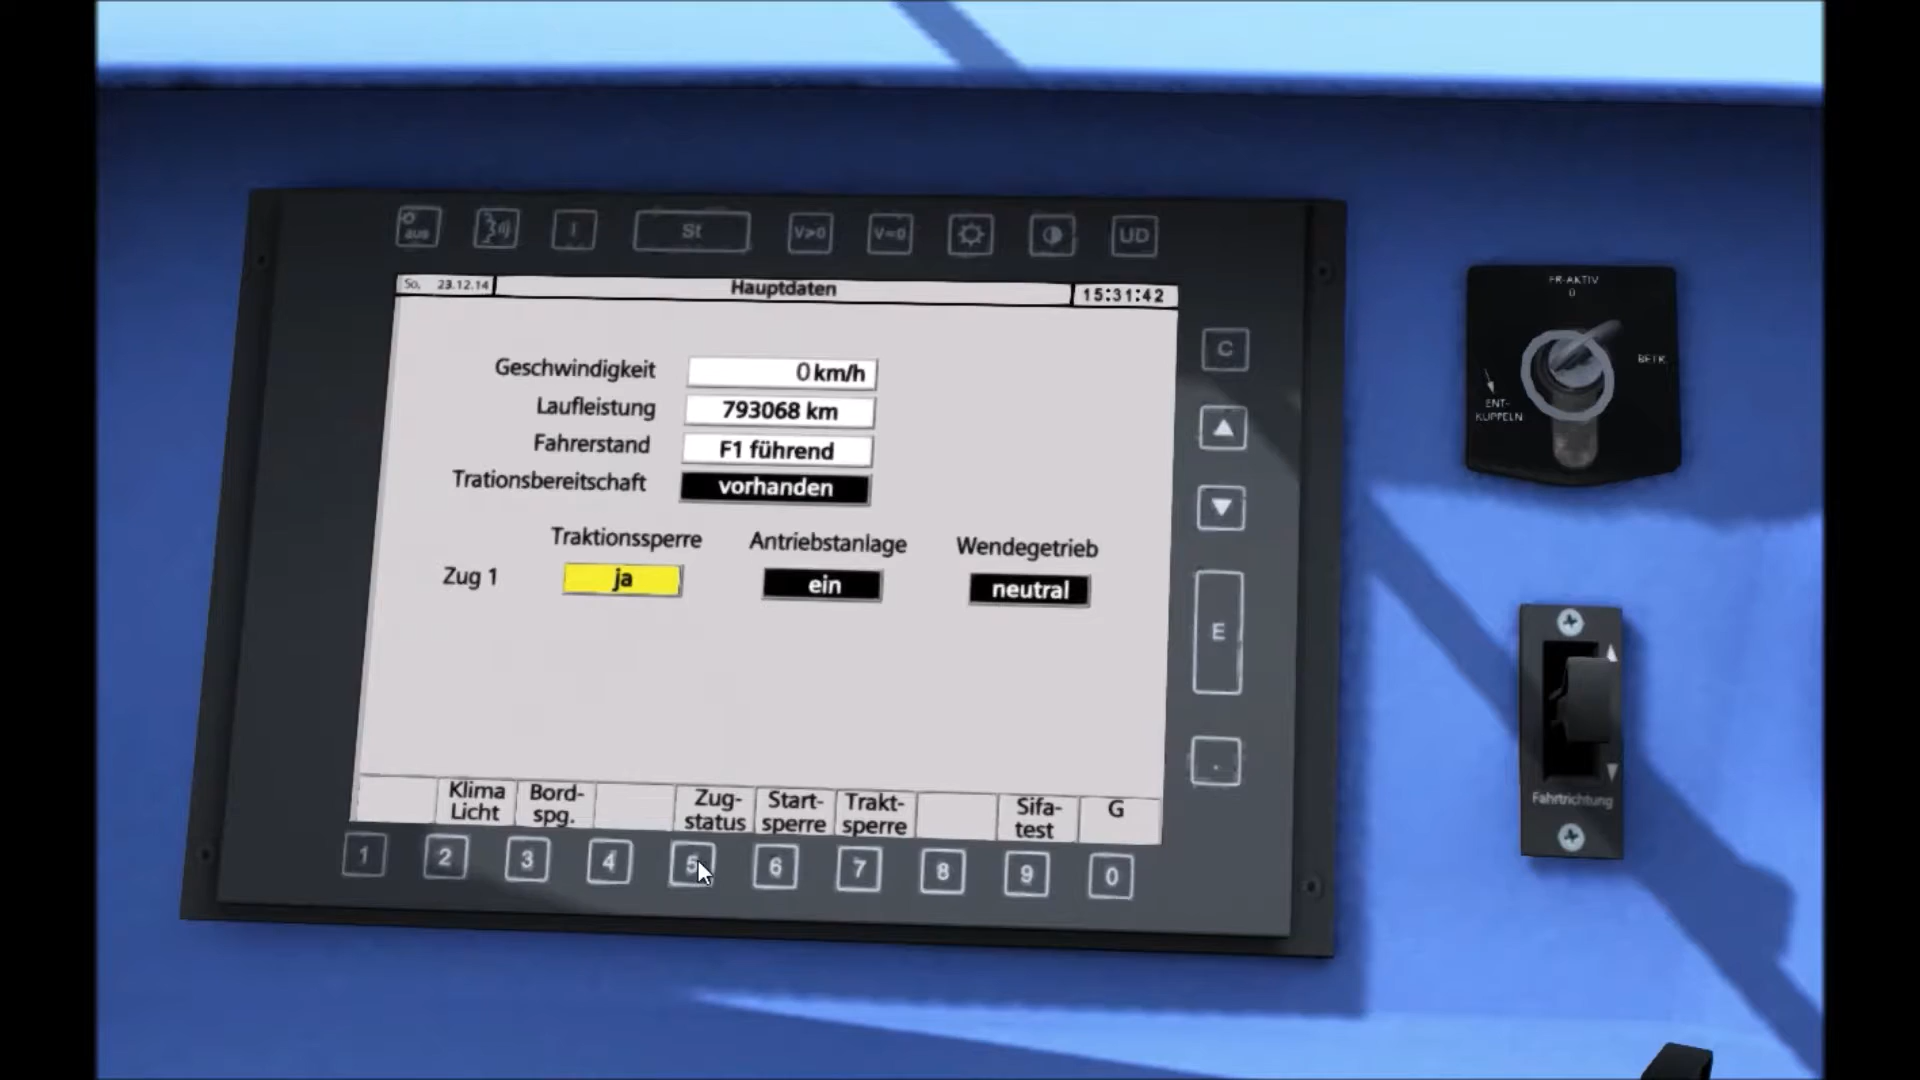 aus
I
St
V>0
V=0
UD
So, 23.12.14
Hauptdaten
15:31:42
Geschwindigkeit
0 km/h
Laufleistung
793068 km
Fahrerstand
F1 führend
Trationsbereitschaft
vorhanden
Traktionssperre
Antriebstanlage
Wendegetrieb
Zug 1
ja
ein
neutral
Klima
Licht
Bord-
spg.
Zug-
status
Start-
sperre
Trakt-
sperre
Sifa-
test
G
1
2
3
4
5
6
7
8
9
0
C
E
.
FR-AKTIV
0
BETR.
ENT-
KUPPELN
Fahrtrichtung